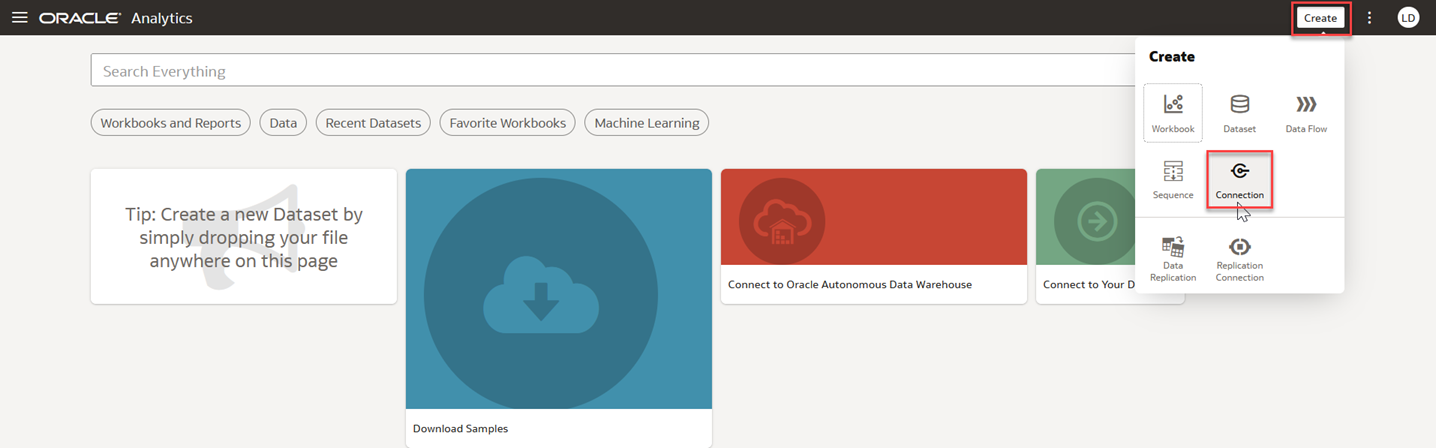 ORACLE Analytics
Create
LD
Search Everything
Workbooks and Reports
Data
Recent Datasets
Favorite Workbooks
Machine Learning
Tip: Create a new Dataset by
simply dropping your file
anywhere on this page
Download Samples
Connect to Oracle Autonomous Data Warehouse
Connect to Your D
Create
Workbook
Dataset
Data Flow
Sequence
Connection
Data
Replication
Replication
Connection